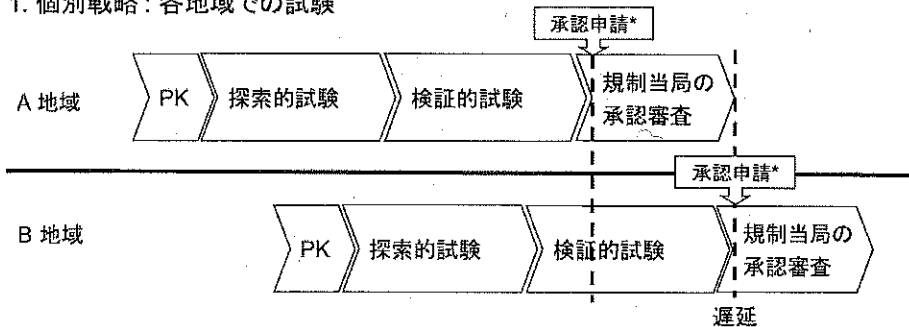 1. 個別戦略: 各地域での試験
承認申請*
A 地域
PK
探索的試験
検証的試験
規制当局の
承認審査
承認申請*
B 地域
PK
探索的試験
検証的試験
規制当局の
承認審査
遅延